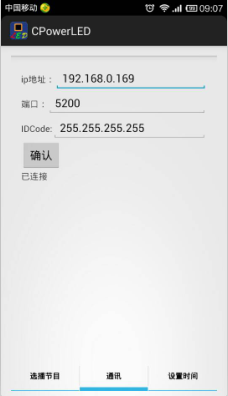 中国移动 09:07
CPowerLED
ip地址： 192.168.0.169
端口： 5200
IDCode: 255.255.255.255
确认
已连接
选播节目 通讯 设置时间